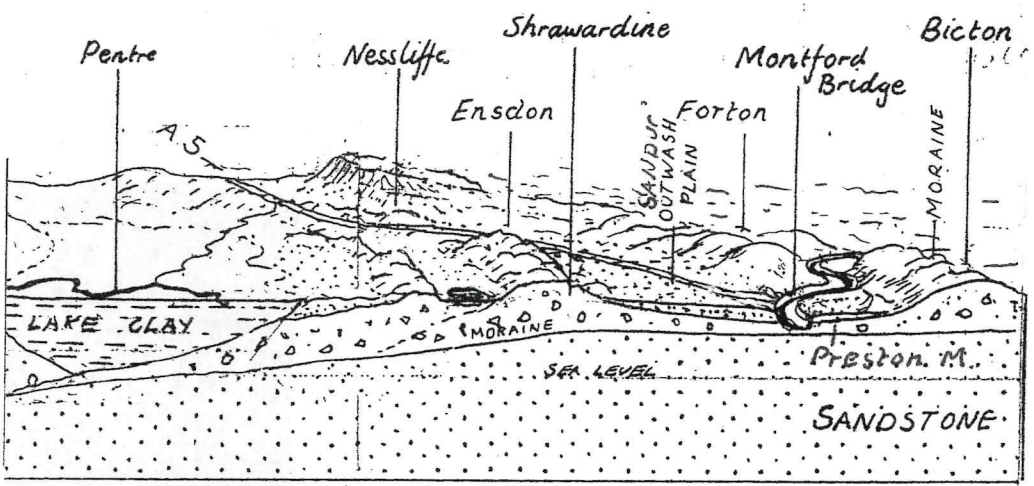 Pentre
Nessliffe
Shrawardine
Bicton
Montford
Bridge
Ensdon
Forton
A5
"SANDUR"
OUTWASH
PLAIN
MORAINE
LAKE CLAY
MORAINE
Preston. M.
SEA LEVEL
SANDSTONE